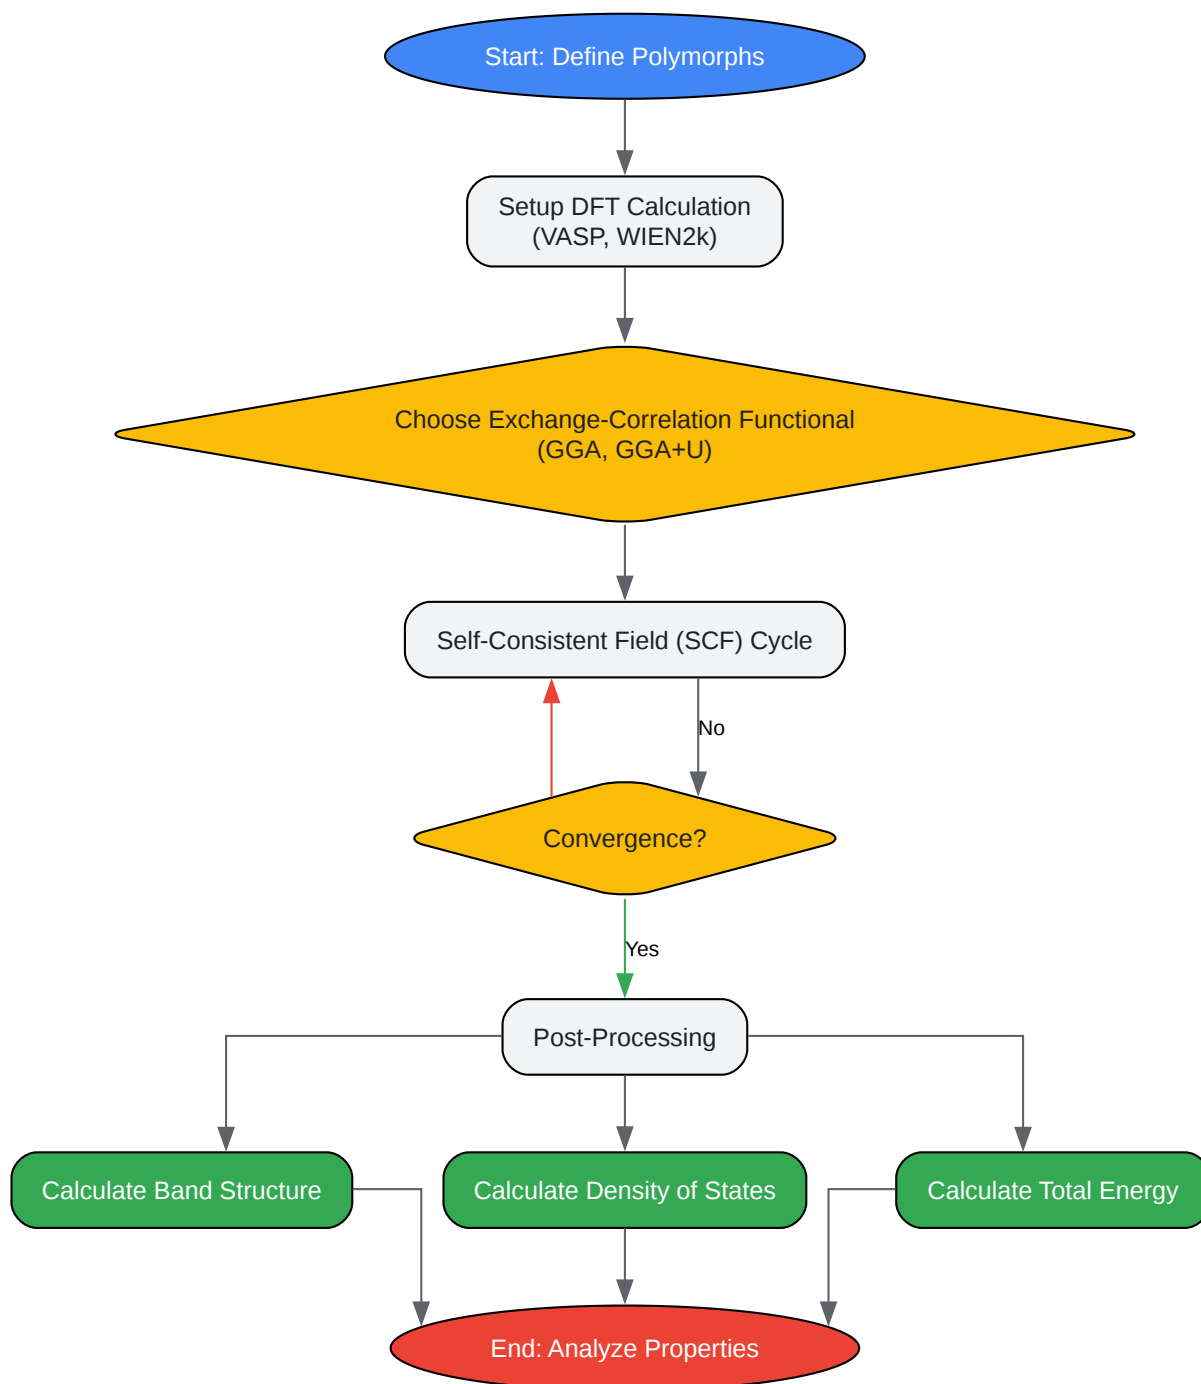 Start: Define Polymorphs
Setup DFT Calculation
(VASP, WIEN2k)
Choose Exchange-Correlation Functional
(GGA, GGA+U)
Self-Consistent Field (SCF) Cycle
No
Convergence?
Yes
Post-Processing
Calculate Band Structure
Calculate Density of States
Calculate Total Energy
End: Analyze Properties